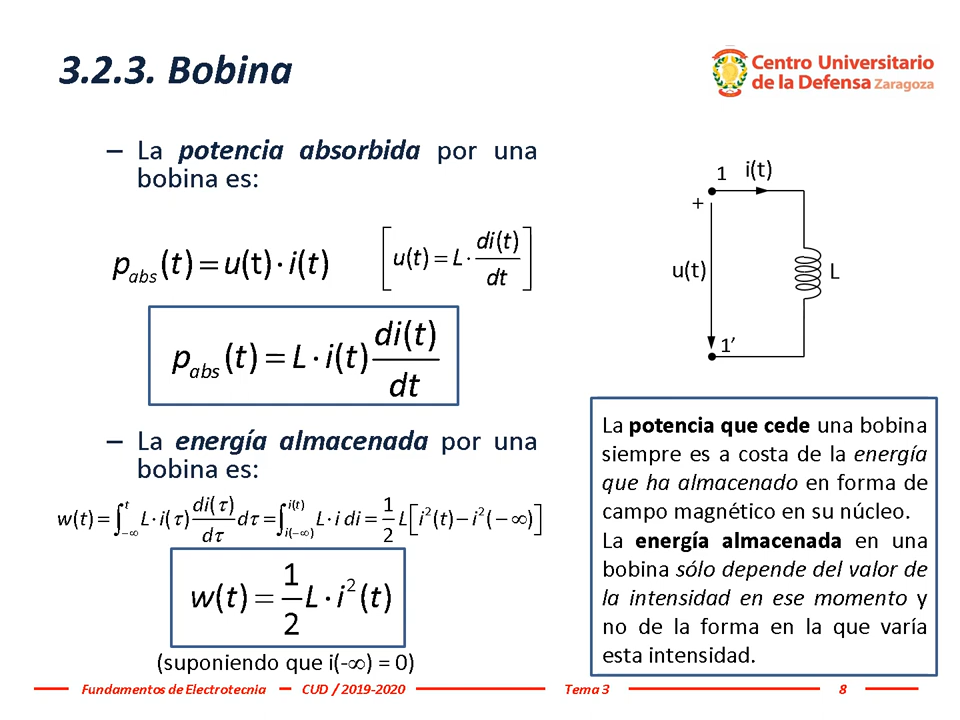 3.2.3. Bobina
Centro Universitario
de la Defensa Zaragoza
– La potencia absorbida por una
bobina es:
p_abs (t) = u(t) · i(t)
[u(t) = L · di(t)/dt]
p_abs (t) = L · i(t) di(t)/dt
– La energía almacenada por una
bobina es:
w(t) = ∫_{−∞}^{t} L · i(τ) di(τ)/dτ dτ = ∫_{i(−∞)}^{i(t)} L · i di = 1/2 L [i²(t) − i²(−∞)]
w(t) = 1/2 L · i²(t)
(suponiendo que i(-∞) = 0)
1 i(t)
+
u(t)
L
1’
La potencia que cede una bobina
siempre es a costa de la energía
que ha almacenado en forma de
campo magnético en su núcleo.
La energía almacenada en una
bobina sólo depende del valor de
la intensidad en ese momento y
no de la forma en la que varía
esta intensidad.
Fundamentos de Electrotecnia CUD / 2019-2020 Tema 3 8